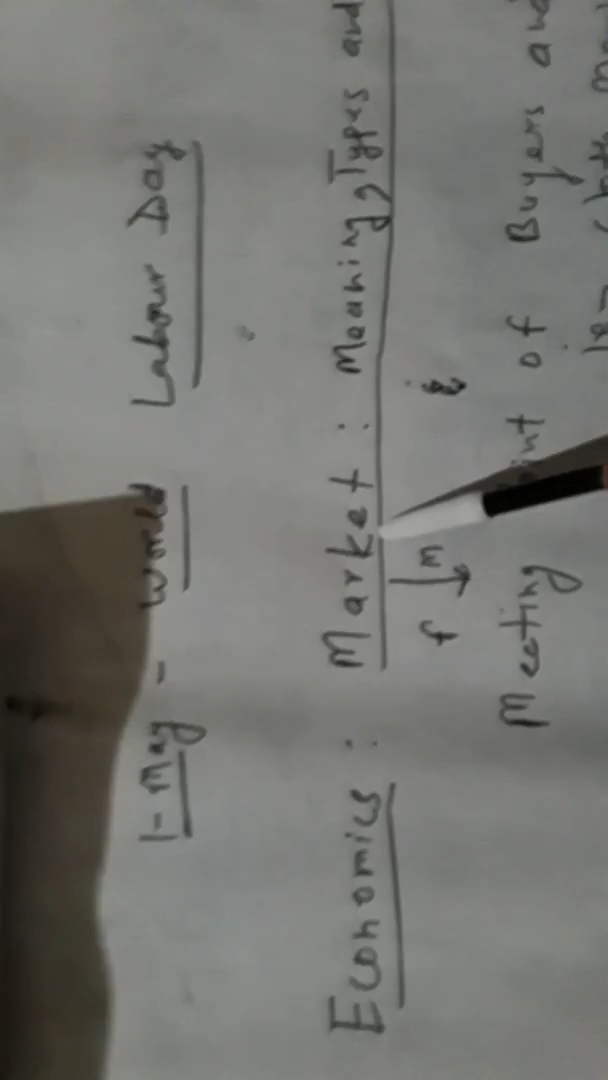 1- May - World Labour Day
Economics : Market : Meaning, Types and
Meeting of Buyers and